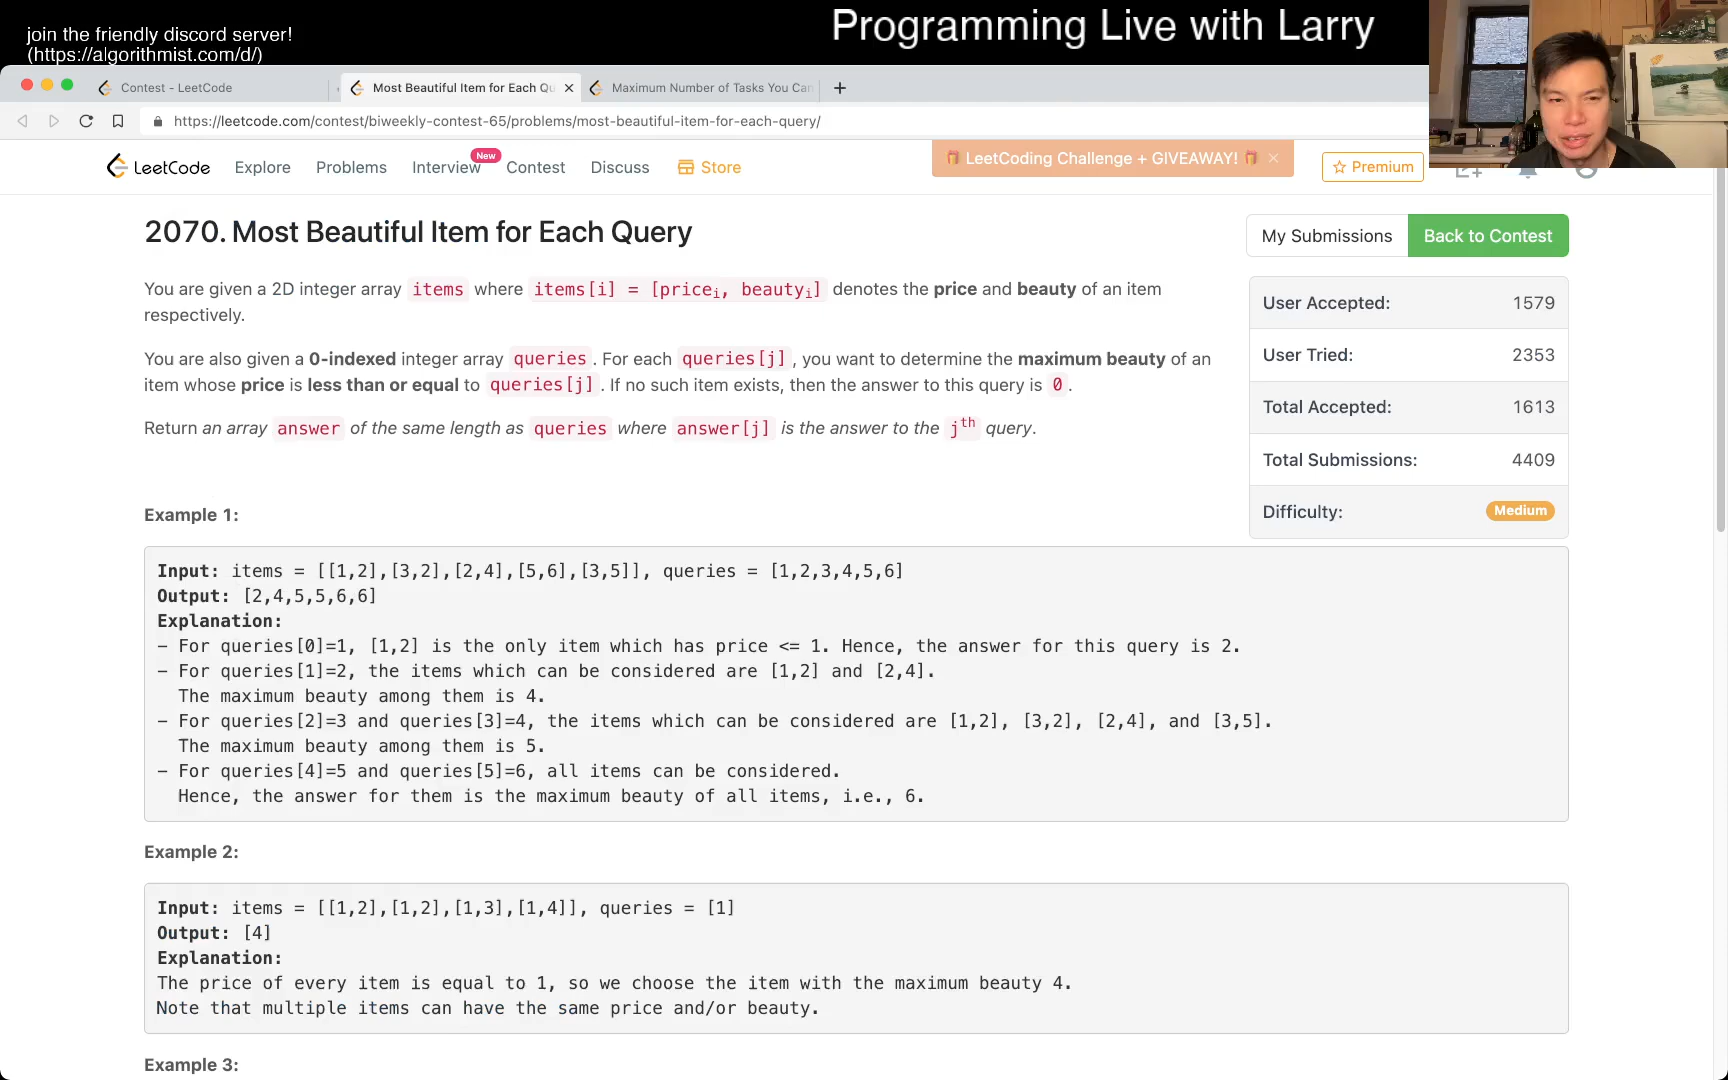 join the friendly discord server!
(https://algorithmist.com/d/)
Programming Live with Larry
Contest - LeetCode
Most Beautiful Item for Each Qu
Maximum Number of Tasks You Can
https://leetcode.com/contest/biweekly-contest-65/problems/most-beautiful-item-for-each-query/
LeetCode
Explore
Problems
Interview
New
Contest
Discuss
Store
LeetCoding Challenge + GIVEAWAY!
Premium
2070. Most Beautiful Item for Each Query
My Submissions
Back to Contest
You are given a 2D integer array items where items[i] = [priceᵢ, beautyᵢ] denotes the price and beauty of an item
respectively.
You are also given a 0-indexed integer array queries. For each queries[j], you want to determine the maximum beauty of an
item whose price is less than or equal to queries[j]. If no such item exists, then the answer to this query is 0.
Return an array answer of the same length as queries where answer[j] is the answer to the jᵗʰ query.
User Accepted: 1579
User Tried: 2353
Total Accepted: 1613
Total Submissions: 4409
Difficulty: Medium
Example 1:
Input: items = [[1,2],[3,2],[2,4],[5,6],[3,5]], queries = [1,2,3,4,5,6]
Output: [2,4,5,5,6,6]
Explanation:
- For queries[0]=1, [1,2] is the only item which has price <= 1. Hence, the answer for this query is 2.
- For queries[1]=2, the items which can be considered are [1,2] and [2,4].
The maximum beauty among them is 4.
- For queries[2]=3 and queries[3]=4, the items which can be considered are [1,2], [3,2], [2,4], and [3,5].
The maximum beauty among them is 5.
- For queries[4]=5 and queries[5]=6, all items can be considered.
Hence, the answer for them is the maximum beauty of all items, i.e., 6.
Example 2:
Input: items = [[1,2],[1,2],[1,3],[1,4]], queries = [1]
Output: [4]
Explanation:
The price of every item is equal to 1, so we choose the item with the maximum beauty 4.
Note that multiple items can have the same price and/or beauty.
Example 3: